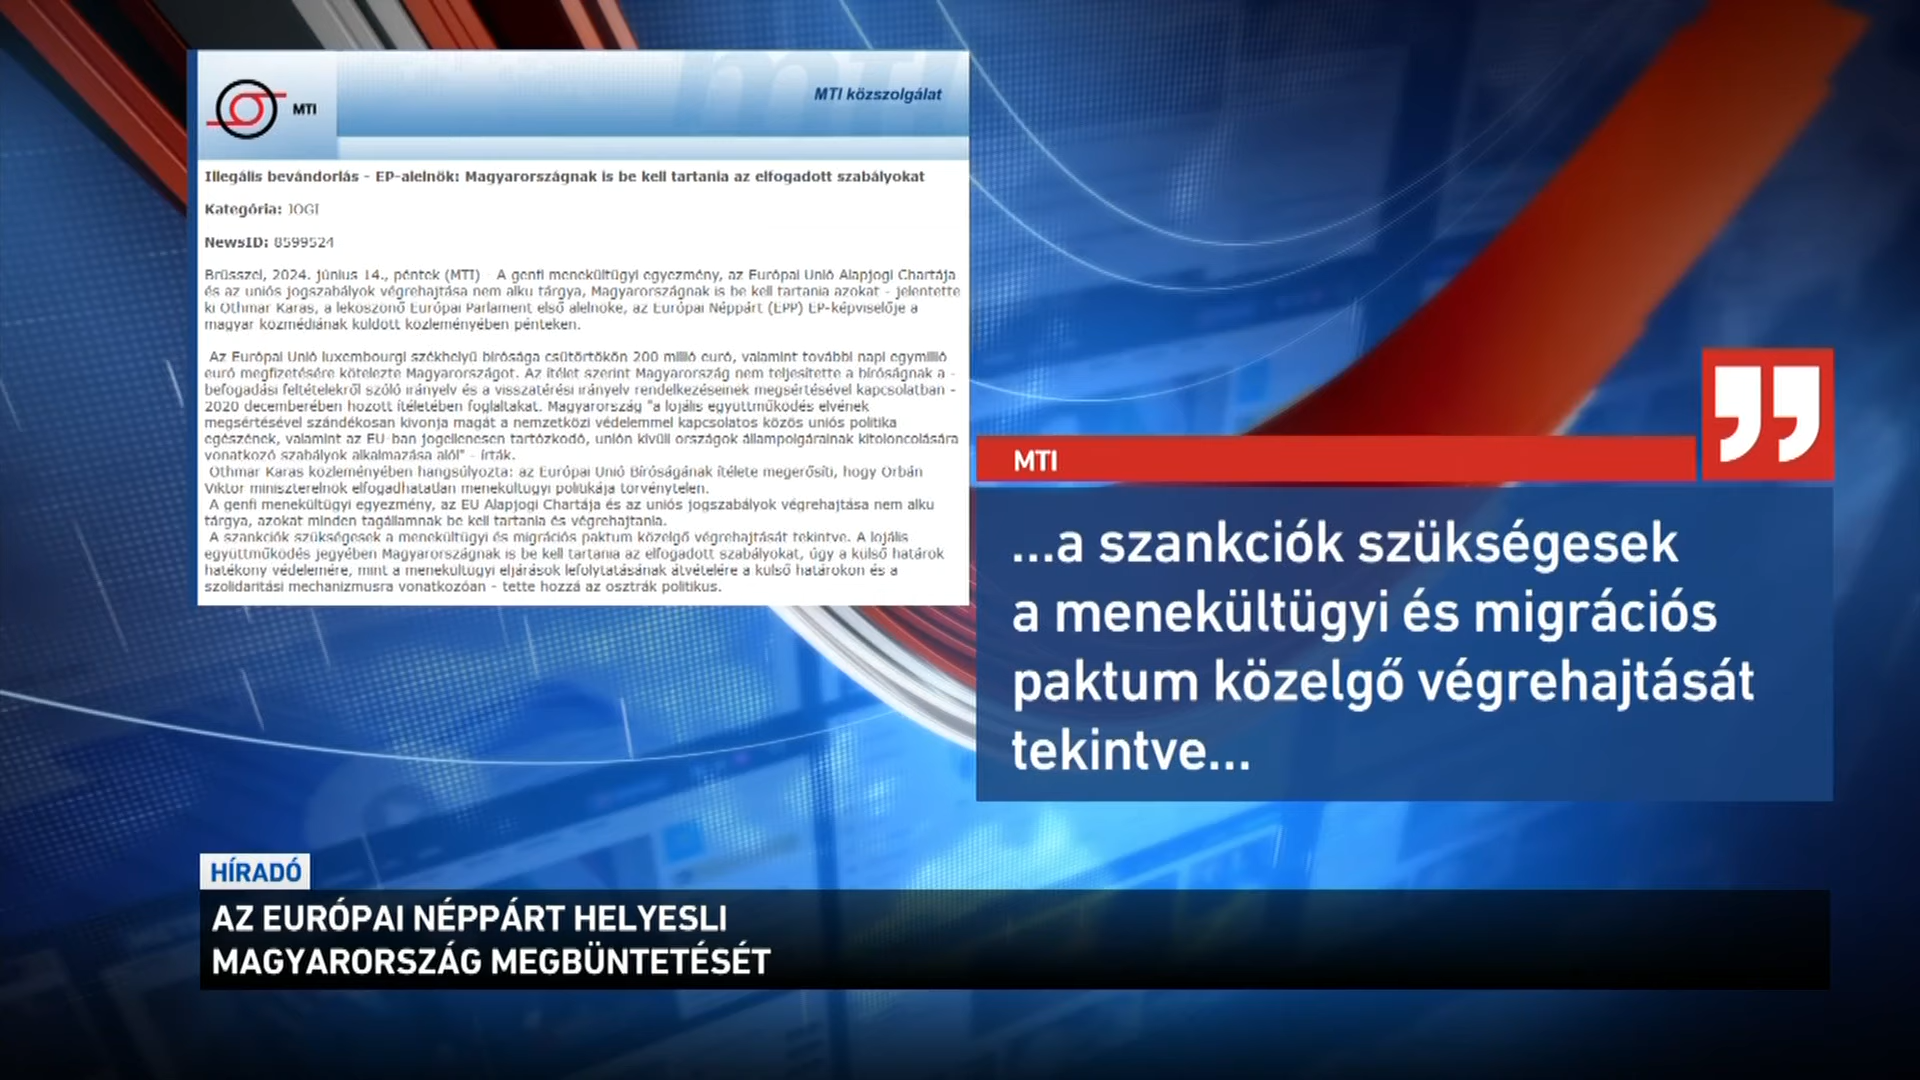 MTI
MTI közszolgálat
Illegális bevándorlás - EP-alelnök: Magyarországnak is be kell tartania az elfogadott szabályokat
Kategória: JOGI
NewsID: 8599524
Brüsszel, 2024. június 14., péntek (MTI) - A genfi menekültügyi egyezmény, az Európai Unió Alapjogi Chartája
és az uniós jogszabályok végrehajtása nem alku tárgya, Magyarországnak is be kell tartania azokat - jelentette
ki Othmar Karas, a leköszönő Európai Parlament első alelnöke, az Európai Néppárt (EPP) EP-képviselője a
magyar közmédiának küldött közleményében pénteken.
Az Európai Unió luxembourgi székhelyű bírósága csütörtökön 200 millió euró, valamint további napi egymillió
euró megfizetésére kötelezte Magyarországot. Az ítélet szerint Magyarország nem teljesítette a bíróságnak a -
befogadási feltételekről szóló irányelv és a visszatérési irányelv rendelkezéseinek megsértésével kapcsolatban -
2020 decemberében hozott ítéletében foglaltakat. Magyarország "a lojális együttműködés elvének
megsértésével szándékosan kivonja magát a nemzetközi védelemmel kapcsolatos közös uniós politika
egészének, valamint az EU-ban jogellenesen tartózkodó, unión kívüli országok állampolgárainak kitoloncolására
vonatkozó szabályok alkalmazása alól" - írták.
Othmar Karas közleményében hangsúlyozta: az Európai Unió Bíróságának ítélete megerősíti, hogy Orbán
Viktor miniszterelnök elfogadhatatlan menekültügyi politikája törvénytelen.
A genfi menekültügyi egyezmény, az EU Alapjogi Chartája és az uniós jogszabályok végrehajtása nem alku
tárgya, azokat minden tagállamnak be kell tartania és végrehajtania.
A szankciók szükségesek a menekültügyi és migrációs paktum közelgő végrehajtását tekintve. A lojális
együttműködés jegyében Magyarországnak is be kell tartania az elfogadott szabályokat, úgy a külső határok
hatékony védelemére, mint a menekültügyi eljárások lefolytatásának átvételére a külső határokon és a
szolidaritási mechanizmusra vonatkozóan - tette hozzá az osztrák politikus.
MTI
...a szankciók szükségesek
a menekültügyi és migrációs
paktum közelgő végrehajtását
tekintve...
HÍRADÓ
AZ EURÓPAI NÉPPÁRT HELYESLI
MAGYARORSZÁG MEGBÜNTETÉSÉT